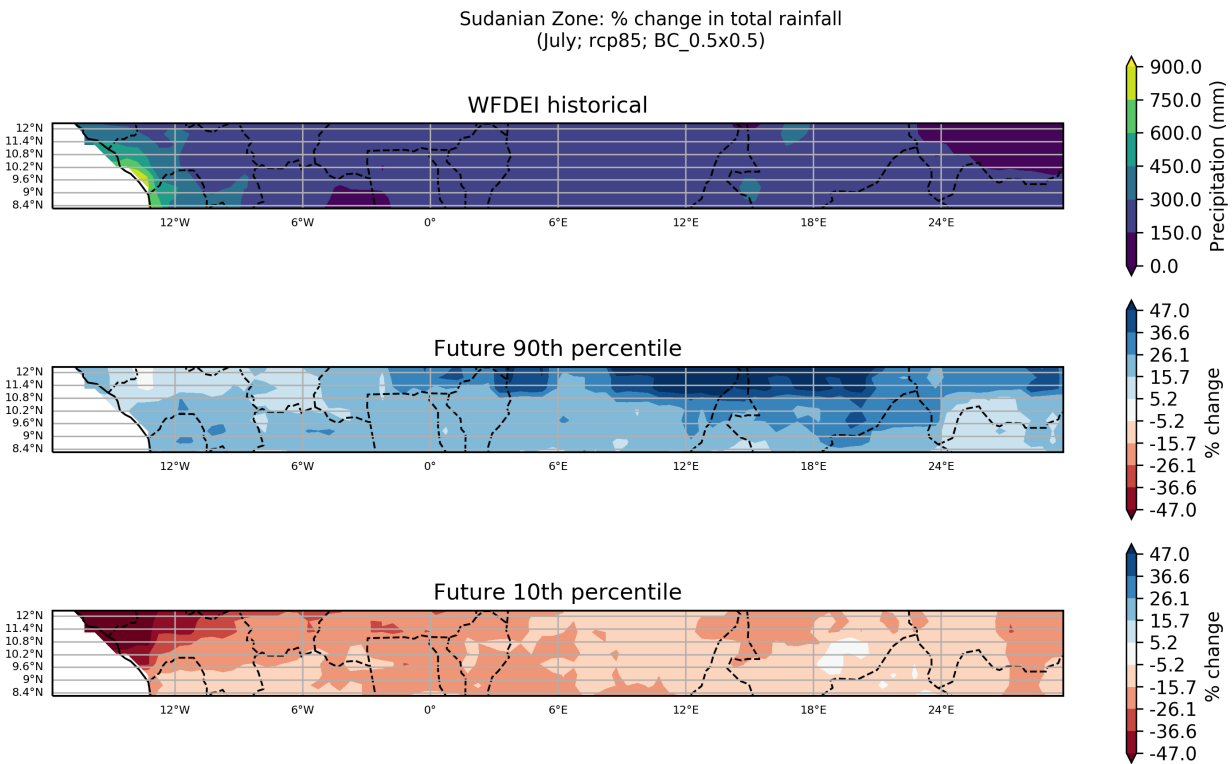 Sudanian Zone: % change in total rainfall
(July; rcp85; BC_0.5x0.5)
WFDEI historical
12°N
11.4°N
10.8°N
10.2°N
9.6°N
9°N
8.4°N
12°W 6°W 0° 6°E 12°E 18°E 24°E
900.0
750.0
600.0
450.0
300.0
150.0
0.0
Precipitation (mm)
Future 90th percentile
12°N
11.4°N
10.8°N
10.2°N
9.6°N
9°N
8.4°N
12°W 6°W 0° 6°E 12°E 18°E 24°E
47.0
36.6
26.1
15.7
5.2
-5.2
-15.7
-26.1
-36.6
-47.0
% change
Future 10th percentile
12°N
11.4°N
10.8°N
10.2°N
9.6°N
9°N
8.4°N
12°W 6°W 0° 6°E 12°E 18°E 24°E
47.0
36.6
26.1
15.7
5.2
-5.2
-15.7
-26.1
-36.6
-47.0
% change